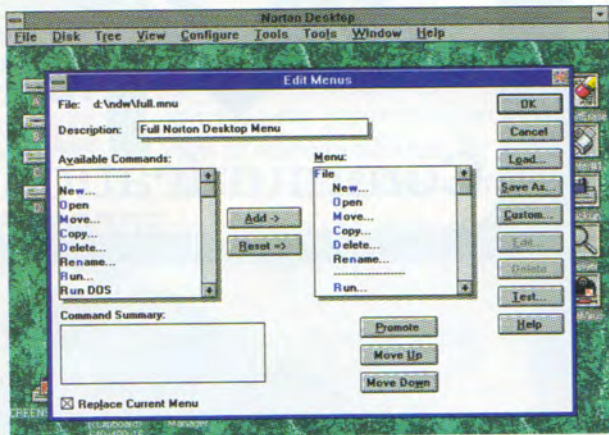 Norton Desktop
File Disk Tree View Configure Tools Tools Window Help
Edit Menus
File: d:\ndw\full.mnu
Description: Full Norton Desktop Menu
Available Commands:
--------------
New...
Open
Move...
Copy...
Delete...
Rename...
Run...
Run DOS
Add ->
Reset =>
Menu:
File
New...
Open
Move...
Copy...
Delete...
Rename...
--------------------
Run...
OK
Cancel
Load...
Save As...
Custom...
Edit...
Delete
Test...
Help
Command Summary:
Promote
Move Up
Move Down
Replace Current Menu
Manager